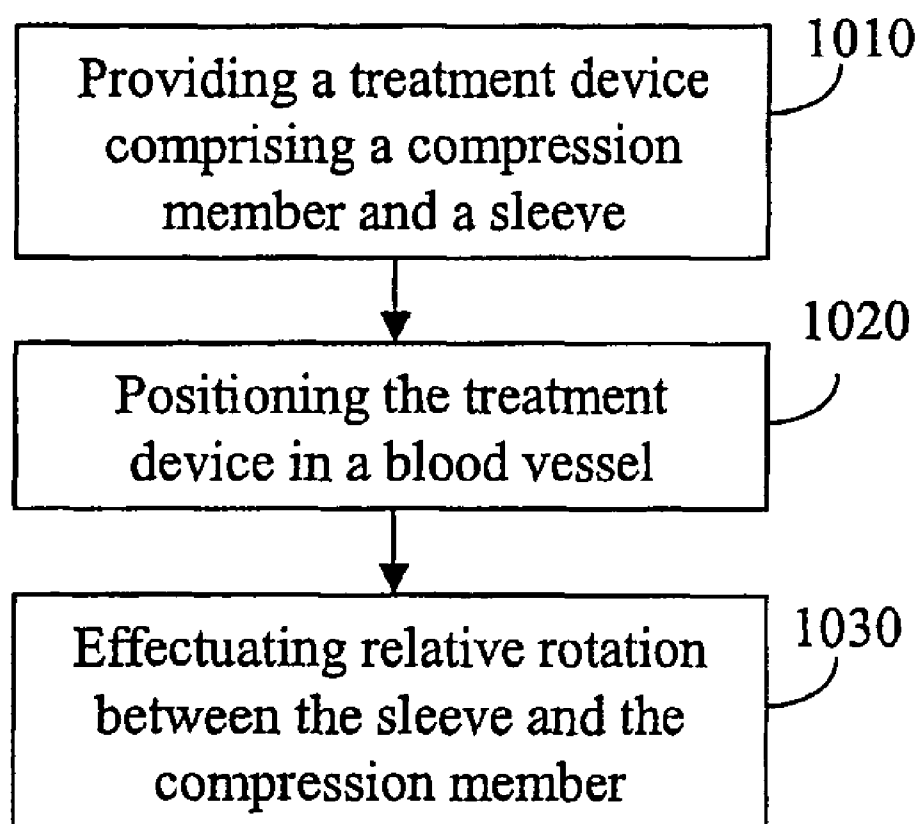 1010
Providing a treatment device
comprising a compression
member and a sleeve
1020
Positioning the treatment
device in a blood vessel
1030
Effectuating relative rotation
between the sleeve and the
compression member